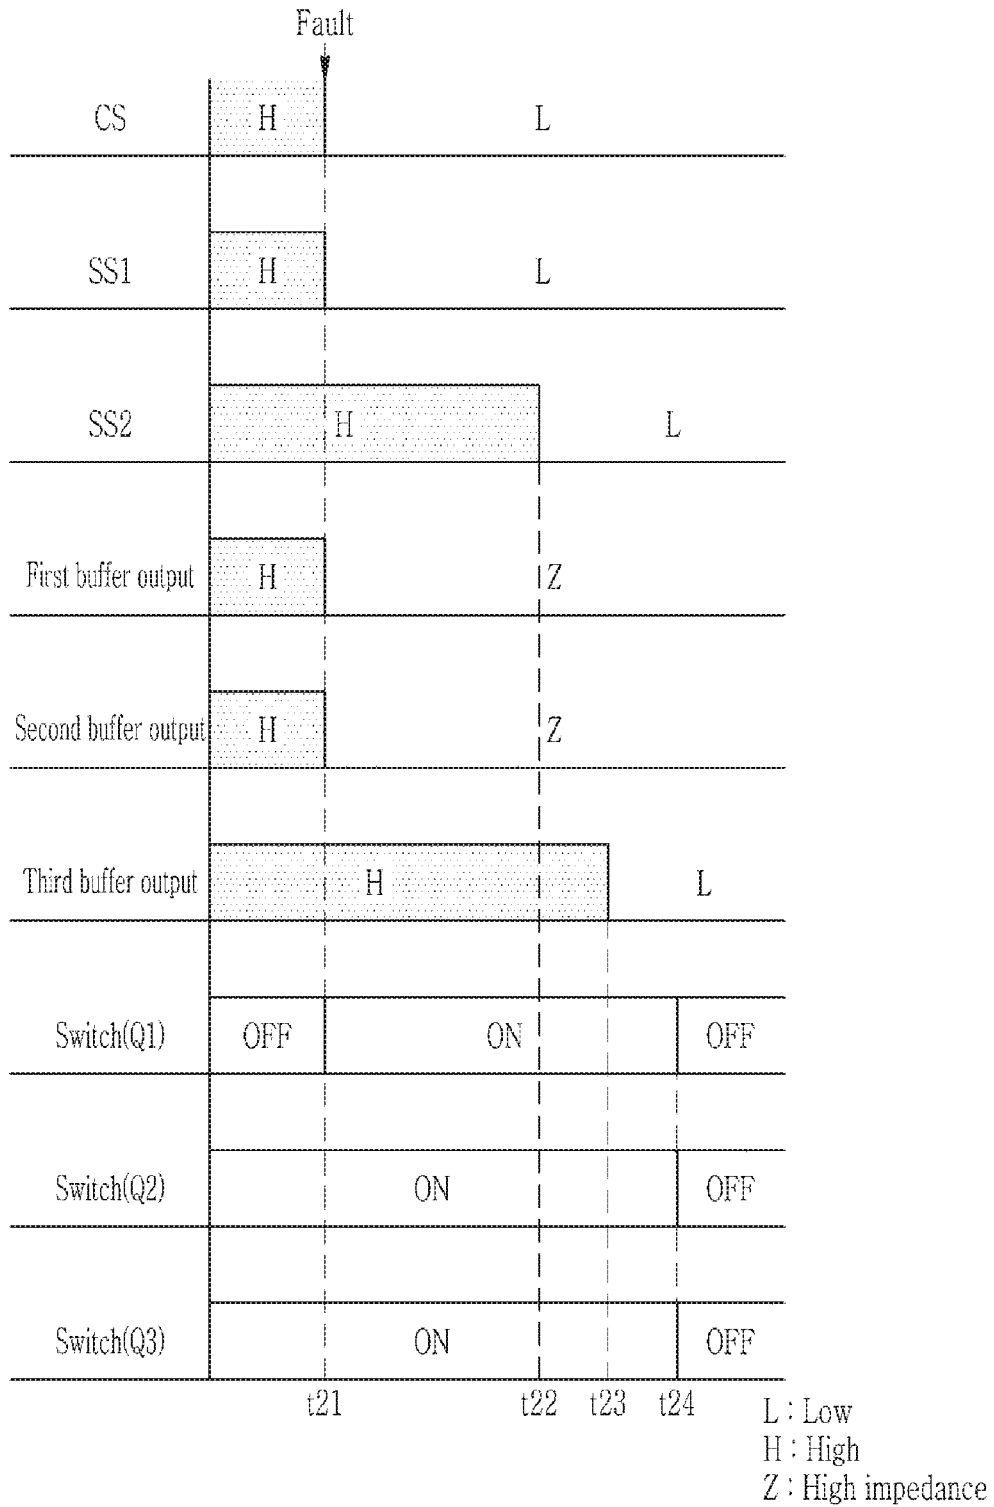 Fault
CS H L
SS1 H L
SS2 H L
First buffer output H Z
Second buffer output H Z
Third buffer output H L
Switch(Q1) OFF ON OFF
Switch(Q2) ON OFF
Switch(Q3) ON OFF
t21 t22 t23 t24
L : Low
H : High
Z : High impedance